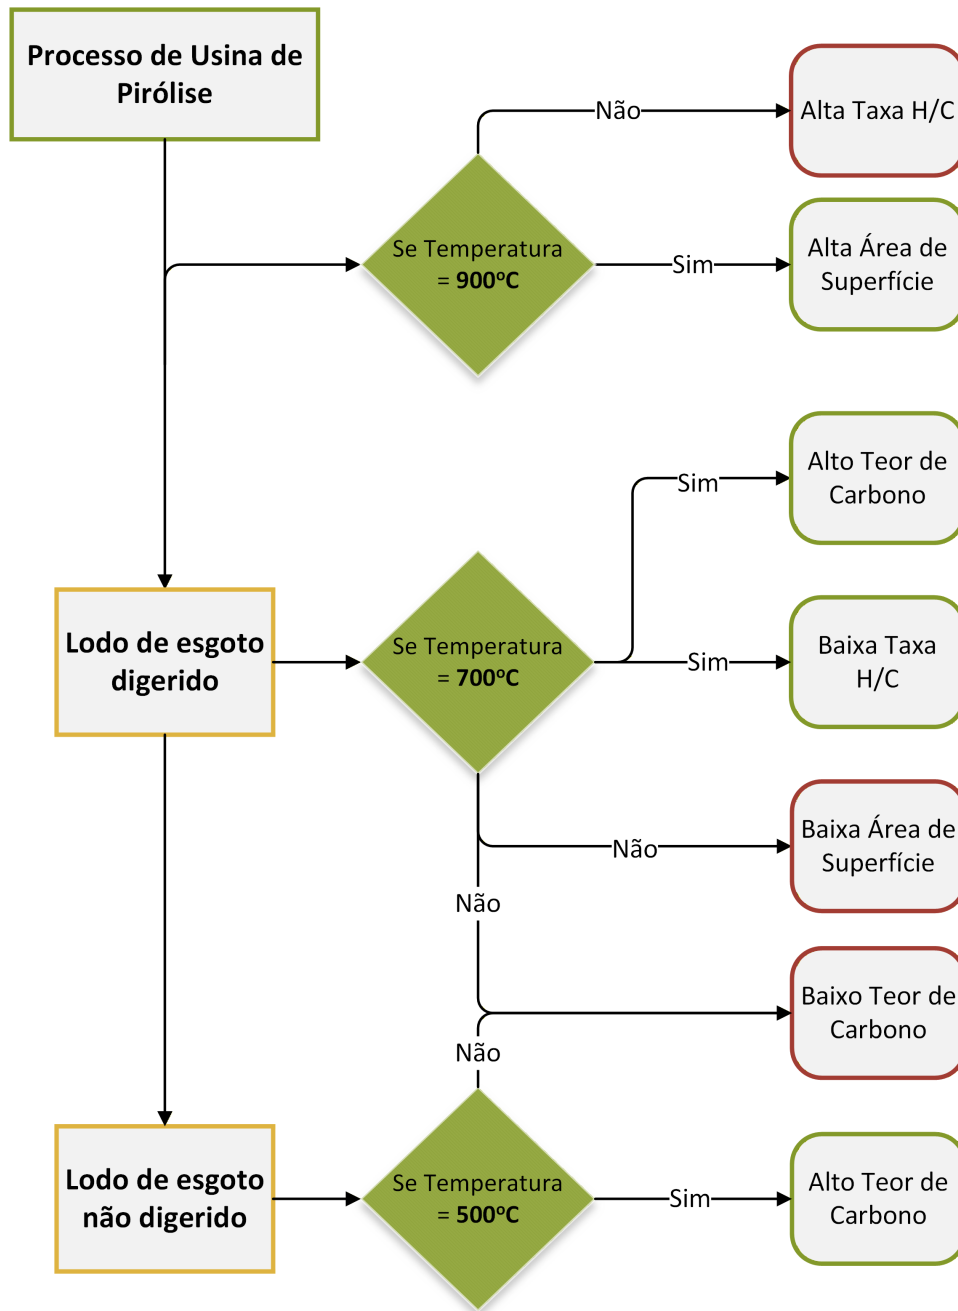 Processo de Usina de
Pirólise
Não
Alta Taxa H/C
Se Temperatura
= 900ºC
Sim
Alta Área de
Superfície
Sim
Alto Teor de
Carbono
Lodo de esgoto
digerido
Se Temperatura
= 700ºC
Sim
Baixa Taxa
H/C
Não
Baixa Área de
Superfície
Não
Baixo Teor de
Carbono
Não
Lodo de esgoto
não digerido
Se Temperatura
= 500ºC
Sim
Alto Teor de
Carbono